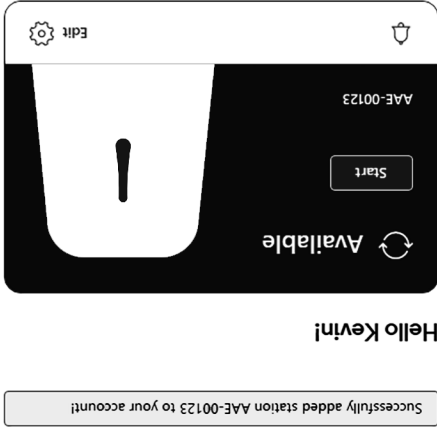 Successfully added station AAE-00123 to your account!
Hello Kevin!
Available
Start
AAE-00123
Edit